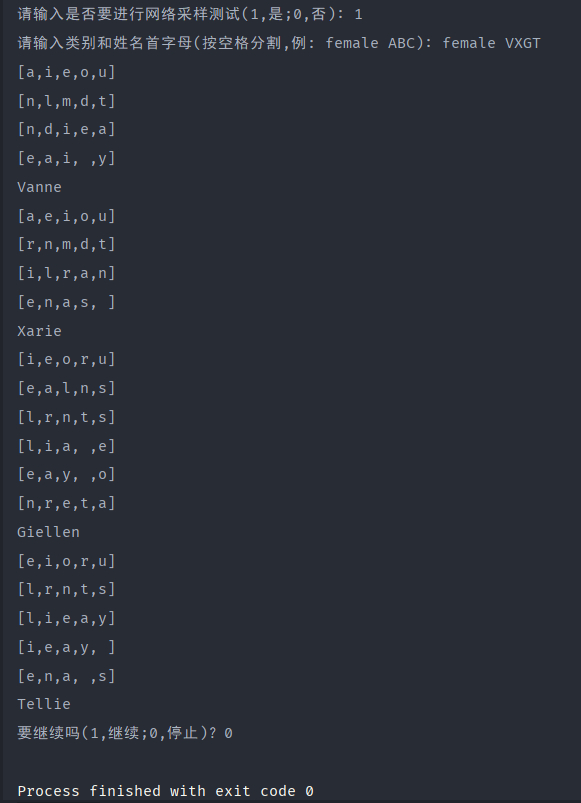 请输入是否要进行网络采样测试(1,是;0,否): 1
请输入类别和姓名首字母(按空格分割,例: female ABC): female VXGT
[a,i,e,o,u]
[n,l,m,d,t]
[n,d,i,e,a]
[e,a,i, ,y]
Vanne
[a,e,i,o,u]
[r,n,m,d,t]
[i,l,r,a,n]
[e,n,a,s, ]
Xarie
[i,e,o,r,u]
[e,a,l,n,s]
[l,r,n,t,s]
[l,i,a, ,e]
[e,a,y, ,o]
[n,r,e,t,a]
Giellen
[e,i,o,r,u]
[l,r,n,t,s]
[l,i,e,a,y]
[i,e,a,y, ]
[e,n,a, ,s]
Tellie
要继续吗(1,继续;0,停止)? 0
Process finished with exit code 0